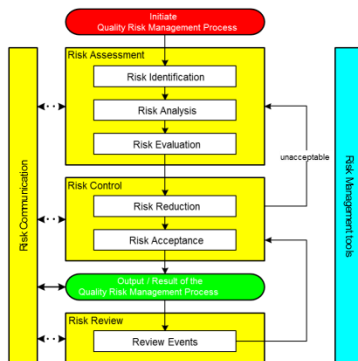 Initiate
Quality Risk Management Process
Risk Assessment
Risk Identification
Risk Analysis
Risk Evaluation
unacceptable
Risk Control
Risk Reduction
Risk Acceptance
Output / Result of the
Quality Risk Management Process
Risk Review
Review Events
Risk Communication
Risk Management tools